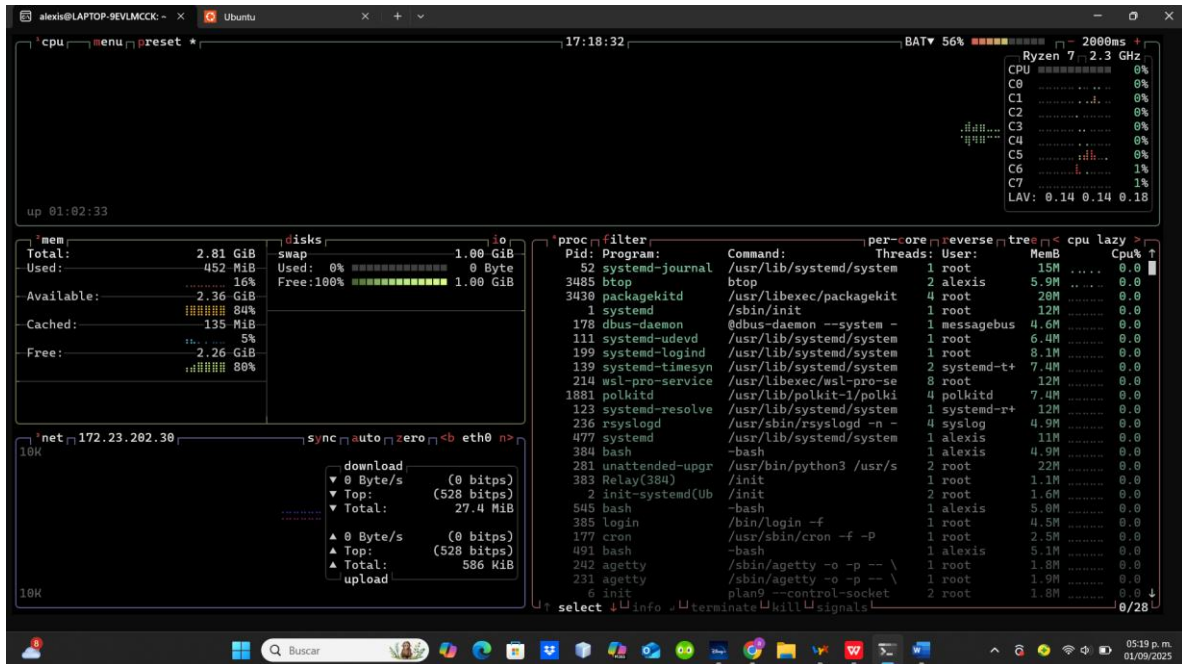 alexis@LAPTOP-9EVLMCCK: ~ Ubuntu
¹cpu menu preset * 17:18:32 BAT▼ 56% - 2000ms +
Ryzen 7 2.3 GHz
CPU 0%
C0 0%
C1 0%
C2 0%
C3 0%
C4 0%
C5 0%
C6 1%
C7 1%
LAV: 0.14 0.14 0.18
up 01:02:33
²mem
Total: 2.81 GiB
Used: 452 MiB
16%
Available: 2.36 GiB
84%
Cached: 135 MiB
5%
Free: 2.26 GiB
80%
disks io
swap 1.00 GiB
Used: 0% 0 Byte
Free:100% 1.00 GiB
³net 172.23.202.30 sync auto zero <b eth0 n>
10K
download
▼ 0 Byte/s (0 bitps)
▼ Top: (528 bitps)
▼ Total: 27.4 MiB
▲ 0 Byte/s (0 bitps)
▲ Top: (528 bitps)
▲ Total: 586 KiB
upload
10K
⁴proc filter per-core reverse tree < cpu lazy >
Pid: Program: Command: Threads: User: MemB Cpu% ↑
52 systemd-journal /usr/lib/systemd/system 1 root 15M 0.0
3485 btop btop 2 alexis 5.9M 0.0
3430 packagekitd /usr/libexec/packagekit 4 root 20M 0.0
1 systemd /sbin/init 1 root 12M 0.0
178 dbus-daemon @dbus-daemon --system - 1 messagebus 4.6M 0.0
111 systemd-udevd /usr/lib/systemd/system 1 root 6.4M 0.0
199 systemd-logind /usr/lib/systemd/system 1 root 8.1M 0.0
139 systemd-timesyn /usr/lib/systemd/system 2 systemd-t+ 7.4M 0.0
214 wsl-pro-service /usr/libexec/wsl-pro-se 8 root 12M 0.0
1881 polkitd /usr/lib/polkit-1/polki 4 polkitd 7.4M 0.0
123 systemd-resolve /usr/lib/systemd/system 1 systemd-r+ 12M 0.0
236 rsyslogd /usr/sbin/rsyslogd -n - 4 syslog 4.9M 0.0
477 systemd /usr/lib/systemd/system 1 alexis 11M 0.0
384 bash -bash 1 alexis 4.9M 0.0
281 unattended-upgr /usr/bin/python3 /usr/s 2 root 22M 0.0
383 Relay(384) /init 1 root 1.1M 0.0
2 init-systemd(Ub /init 2 root 1.6M 0.0
545 bash -bash 1 alexis 5.0M 0.0
385 login /bin/login -f 1 root 4.5M 0.0
177 cron /usr/sbin/cron -f -P 1 root 2.5M 0.0
491 bash -bash 1 alexis 5.1M 0.0
242 agetty /sbin/agetty -o -p -- \ 1 root 1.8M 0.0
231 agetty /sbin/agetty -o -p -- \ 1 root 1.9M 0.0
6 init plan9 --control-socket 2 root 1.8M 0.0 ↓
↑ select ↓ info ↲ terminate kill signals 0/28
8 Buscar 05:19 p. m.
01/09/2025